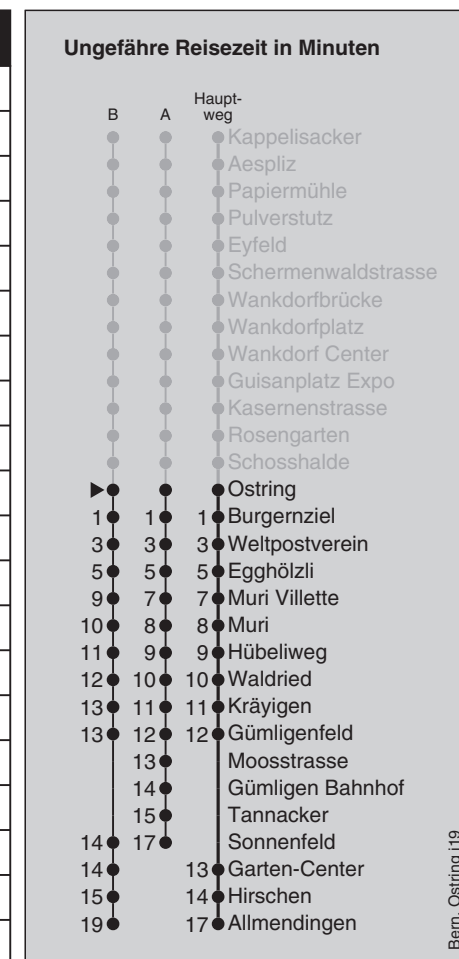 Ungefähre Reisezeit in Minuten
Haupt-
B A weg
Kappelisacker
Aespliz
Papiermühle
Pulverstutz
Eyfeld
Schermenwaldstrasse
Wankdorfbrücke
Wankdorfplatz
Wankdorf Center
Guisanplatz Expo
Kasernenstrasse
Rosengarten
Schosshalde
Ostring
1 1 1 Burgernziel
3 3 3 Weltpostverein
5 5 5 Egghölzli
9 7 7 Muri Villette
10 8 8 Muri
11 9 9 Hübeliweg
12 10 10 Waldried
13 11 11 Kräyigen
13 12 12 Gümligenfeld
13 Moosstrasse
14 Gümligen Bahnhof
15 Tannacker
14 17 Sonnenfeld
14 13 Garten-Center
15 14 Hirschen
19 17 Allmendingen
Bern, Ostring j19